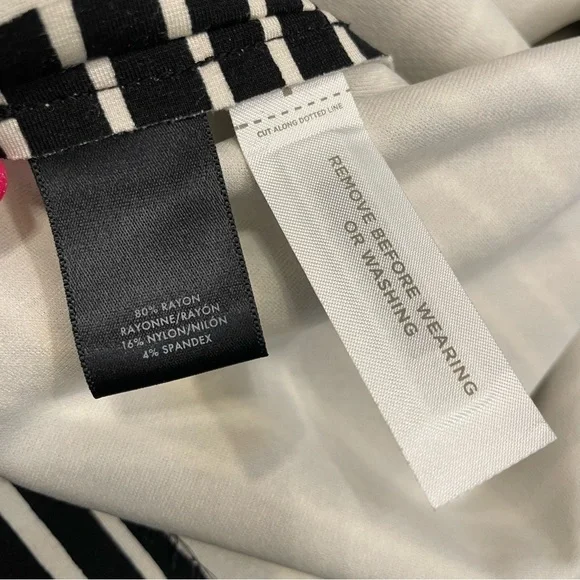 80% RAYON
RAYONNE/RAYÓN
16% NYLON/NILÓN
4% SPANDEX
CUT ALONG DOTTED LINE
REMOVE BEFORE WEARING
OR WASHING